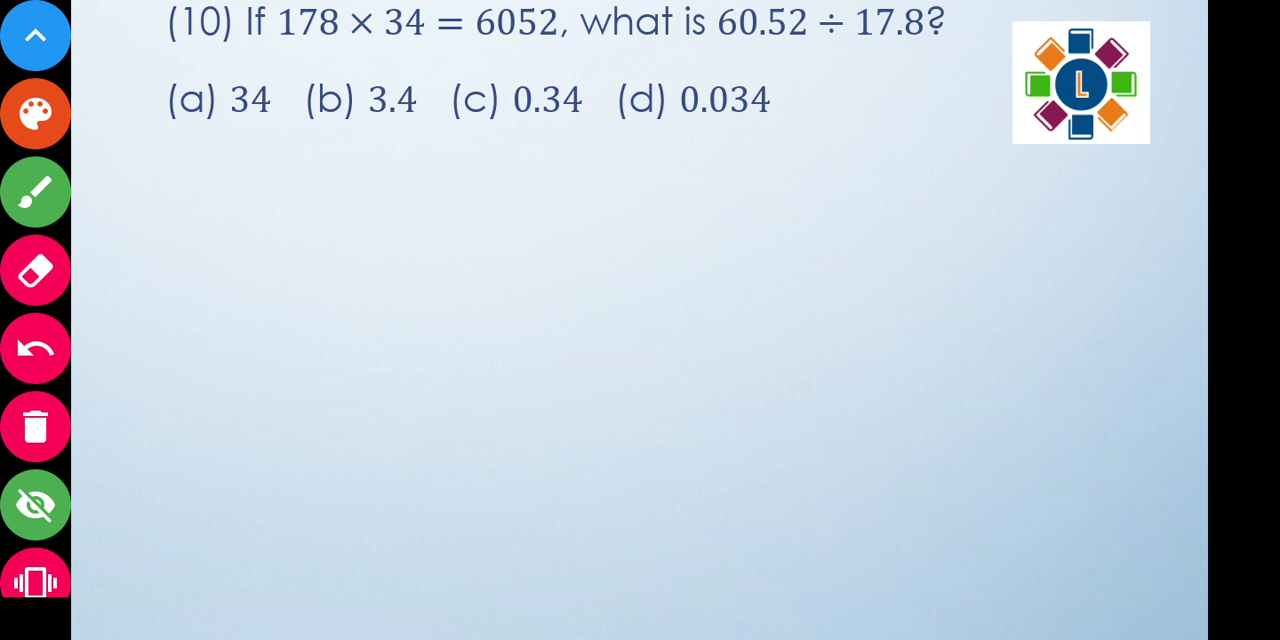 (10) If 178 × 34 = 6052, what is 60.52 ÷ 17.8?
(a) 34 (b) 3.4 (c) 0.34 (d) 0.034
L